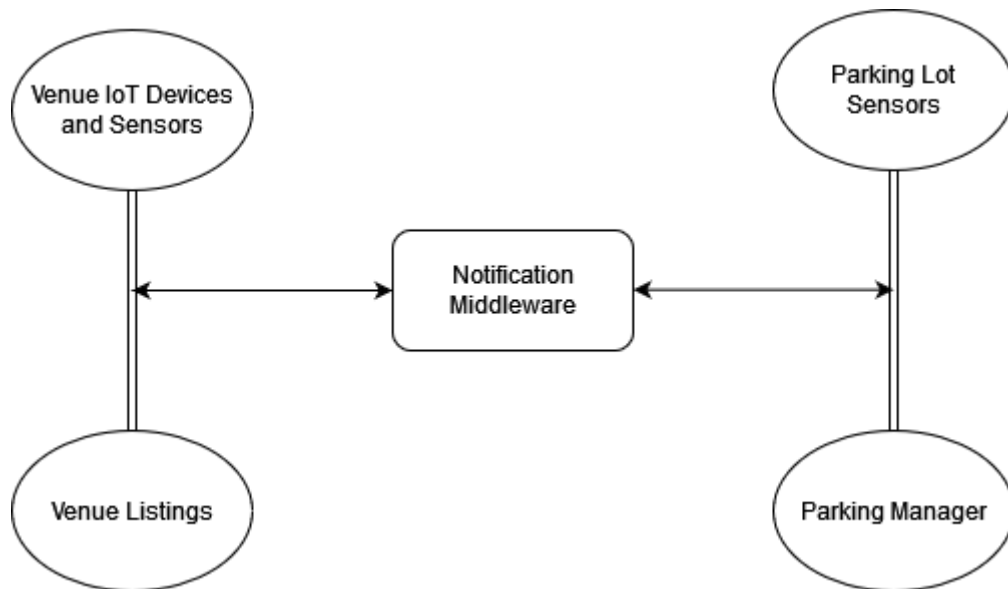 Venue IoT Devices
and Sensors
Parking Lot
Sensors
Notification
Middleware
Venue Listings
Parking Manager